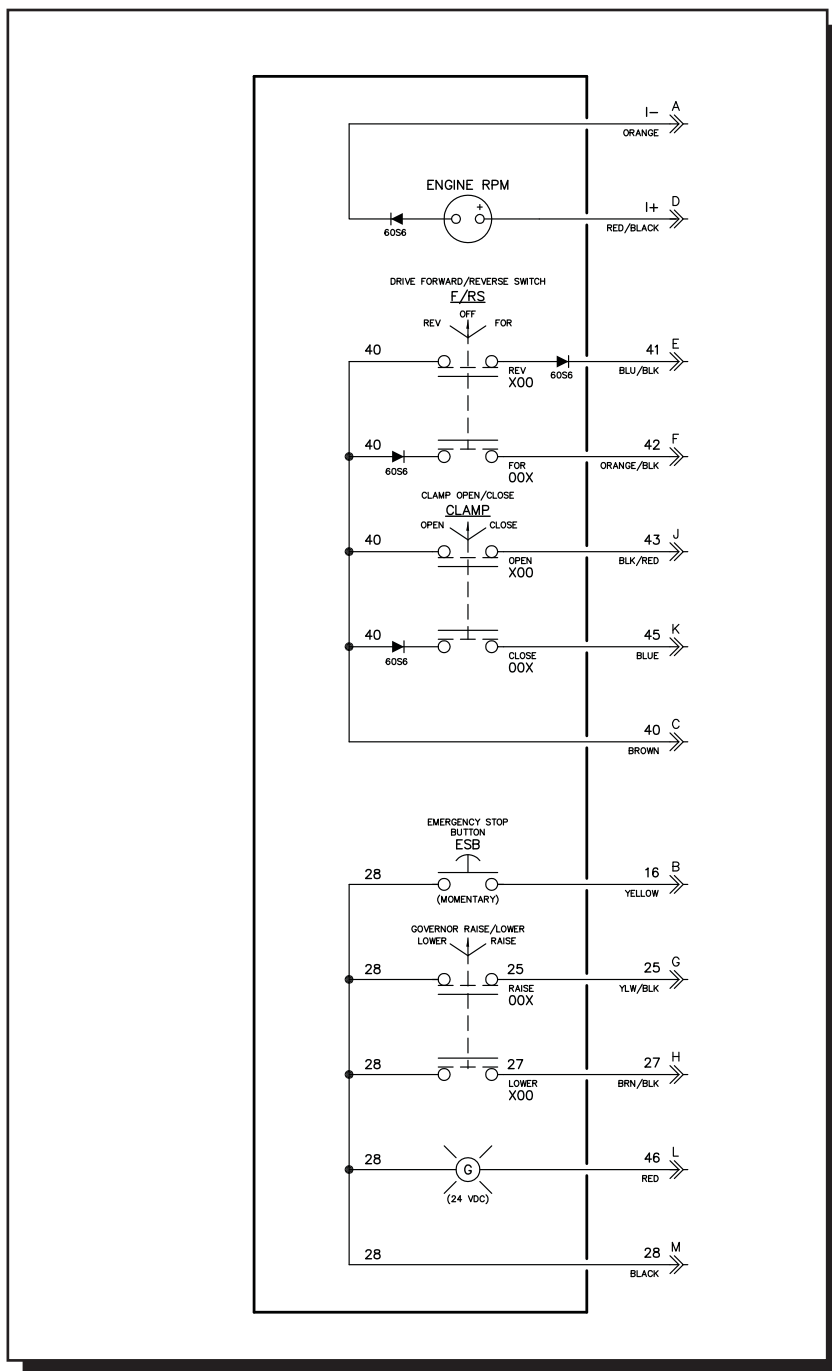 I- A
ORANGE
ENGINE RPM
+
I+ D
RED/BLACK
60S6
DRIVE FORWARD/REVERSE SWITCH
F/RS
OFF
REV FOR
40
REV
X00
60S6
41 E
BLU/BLK
40
60S6
FOR
00X
42 F
ORANGE/BLK
CLAMP OPEN/CLOSE
CLAMP
OPEN CLOSE
40
OPEN
X00
43 J
BLK/RED
40
60S6
CLOSE
00X
45 K
BLUE
40 C
BROWN
EMERGENCY STOP
BUTTON
ESB
28
(MOMENTARY)
16 B
YELLOW
GOVERNOR RAISE/LOWER
LOWER RAISE
28
25
RAISE
00X
25 G
YLW/BLK
28
27
LOWER
X00
27 H
BRN/BLK
28
G
(24 VDC)
46 L
RED
28
28 M
BLACK